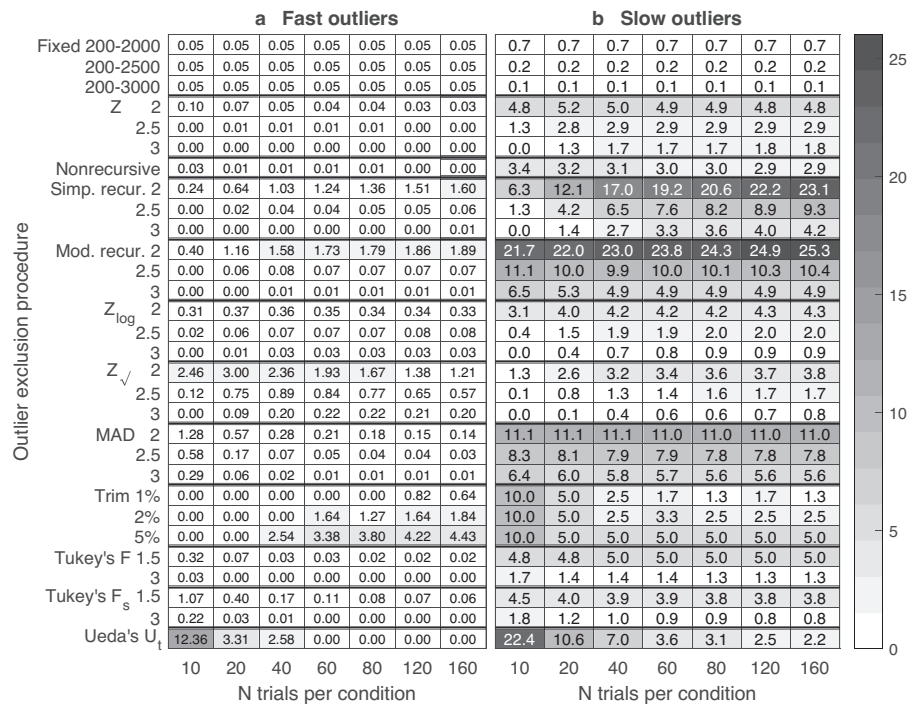 a Fast outliers b Slow outliers
Fixed 200-2000 0.05 0.05 0.05 0.05 0.05 0.05 0.05 0.7 0.7 0.7 0.7 0.7 0.7 0.7
200-2500 0.05 0.05 0.05 0.05 0.05 0.05 0.05 0.2 0.2 0.2 0.2 0.2 0.2 0.2
200-3000 0.05 0.05 0.05 0.05 0.05 0.05 0.05 0.1 0.1 0.1 0.1 0.1 0.1 0.1
Z 2 0.10 0.07 0.05 0.04 0.04 0.03 0.03 4.8 5.2 5.0 4.9 4.9 4.8 4.8
2.5 0.00 0.01 0.01 0.01 0.00 0.00 0.00 1.3 2.8 2.9 2.9 2.9 2.9 2.9
3 0.00 0.00 0.00 0.00 0.00 0.00 0.00 0.0 1.3 1.7 1.7 1.7 1.8 1.8
Nonrecursive 0.03 0.01 0.01 0.01 0.01 0.00 0.00 3.4 3.2 3.1 3.0 3.0 2.9 2.9
Simp. recur. 2 0.24 0.64 1.03 1.24 1.36 1.51 1.60 6.3 12.1 17.0 19.2 20.6 22.2 23.1
2.5 0.00 0.02 0.04 0.04 0.05 0.05 0.06 1.3 4.2 6.5 7.6 8.2 8.9 9.3
3 0.00 0.00 0.00 0.00 0.00 0.00 0.01 0.0 1.4 2.7 3.3 3.6 4.0 4.2
Mod. recur. 2 0.40 1.16 1.58 1.73 1.79 1.86 1.89 21.7 22.0 23.0 23.8 24.3 24.9 25.3
2.5 0.00 0.06 0.08 0.07 0.07 0.07 0.07 11.1 10.0 9.9 10.0 10.1 10.3 10.4
3 0.00 0.00 0.01 0.01 0.01 0.01 0.01 6.5 5.3 4.9 4.9 4.9 4.9 4.9
Zlog 2 0.31 0.37 0.36 0.35 0.34 0.34 0.33 3.1 4.0 4.2 4.2 4.2 4.3 4.3
2.5 0.02 0.06 0.07 0.07 0.07 0.08 0.08 0.4 1.5 1.9 1.9 2.0 2.0 2.0
3 0.00 0.01 0.03 0.03 0.03 0.03 0.03 0.0 0.4 0.7 0.8 0.9 0.9 0.9
Z√ 2 2.46 3.00 2.36 1.93 1.67 1.38 1.21 1.3 2.6 3.2 3.4 3.6 3.7 3.8
2.5 0.12 0.75 0.89 0.84 0.77 0.65 0.57 0.1 0.8 1.3 1.4 1.6 1.7 1.7
3 0.00 0.09 0.20 0.22 0.22 0.21 0.20 0.0 0.1 0.4 0.6 0.6 0.7 0.8
MAD 2 1.28 0.57 0.28 0.21 0.18 0.15 0.14 11.1 11.1 11.1 11.0 11.0 11.0 11.0
2.5 0.58 0.17 0.07 0.05 0.04 0.04 0.03 8.3 8.1 7.9 7.9 7.8 7.8 7.8
3 0.29 0.06 0.02 0.01 0.01 0.01 0.01 6.4 6.0 5.8 5.7 5.6 5.6 5.6
Trim 1% 0.00 0.00 0.00 0.00 0.00 0.82 0.64 10.0 5.0 2.5 1.7 1.3 1.7 1.3
2% 0.00 0.00 0.00 1.64 1.27 1.64 1.84 10.0 5.0 2.5 3.3 2.5 2.5 2.5
5% 0.00 0.00 2.54 3.38 3.80 4.22 4.43 10.0 5.0 5.0 5.0 5.0 5.0 5.0
Tukey's F 1.5 0.32 0.07 0.03 0.03 0.02 0.02 0.02 4.8 4.8 5.0 5.0 5.0 5.0 5.0
3 0.03 0.00 0.00 0.00 0.00 0.00 0.00 1.7 1.4 1.4 1.4 1.3 1.3 1.3
Tukey's Fs 1.5 1.07 0.40 0.17 0.11 0.08 0.07 0.06 4.5 4.0 3.9 3.9 3.8 3.8 3.8
3 0.22 0.03 0.01 0.00 0.00 0.00 0.00 1.8 1.2 1.0 0.9 0.9 0.8 0.8
Ueda's Ut 12.36 3.31 2.58 0.00 0.00 0.00 0.00 22.4 10.6 7.0 3.6 3.1 2.5 2.2
10 20 40 60 80 120 160 10 20 40 60 80 120 160
N trials per condition N trials per condition
Outlier exclusion procedure
25
20
15
10
5
0